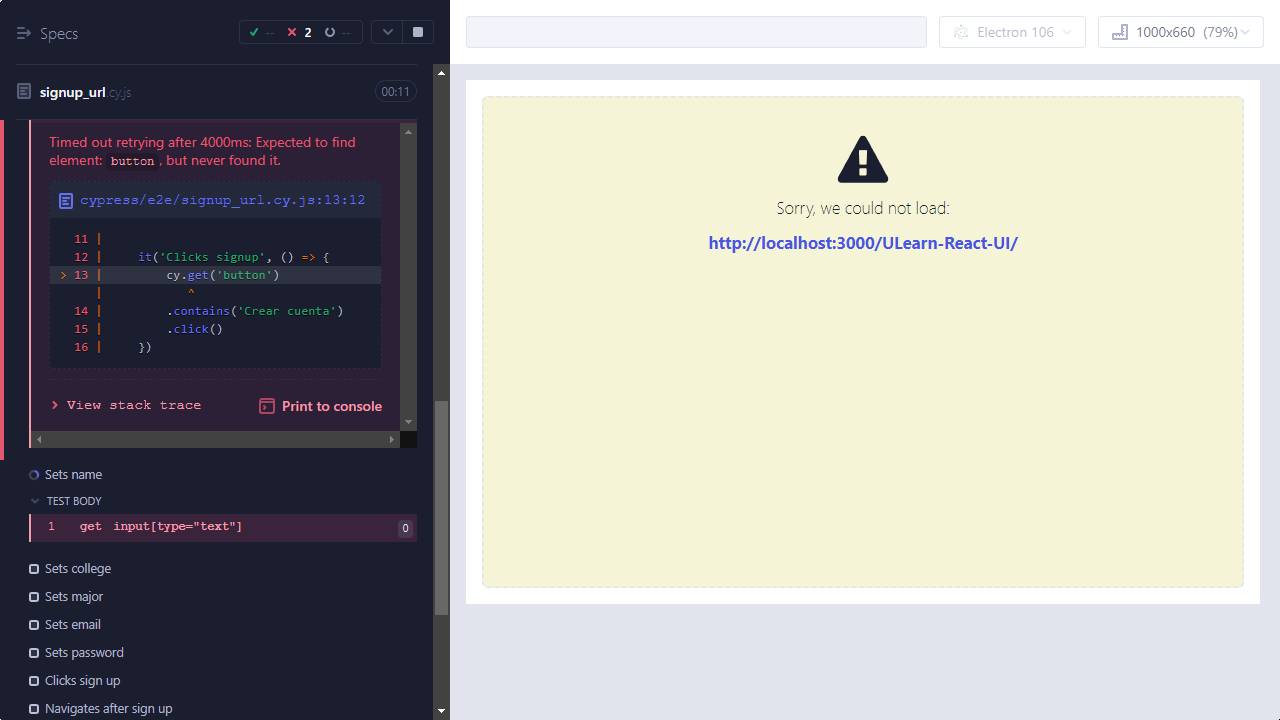 Specs
-- 2 --
signup_url.cy.js 00:11
Timed out retrying after 4000ms: Expected to find
element: button, but never found it.
cypress/e2e/signup_url.cy.js:13:12
11 |
12 |     it('Clicks signup', () => {
> 13 |         cy.get('button')
|            ^
14 |         .contains('Crear cuenta')
15 |         .click()
16 |     })
> View stack trace Print to console
Sets name
TEST BODY
1 get input[type="text"] 0
Sets college
Sets major
Sets email
Sets password
Clicks sign up
Navigates after sign up
Electron 106 1000x660 (79%)
Sorry, we could not load:
http://localhost:3000/ULearn-React-UI/